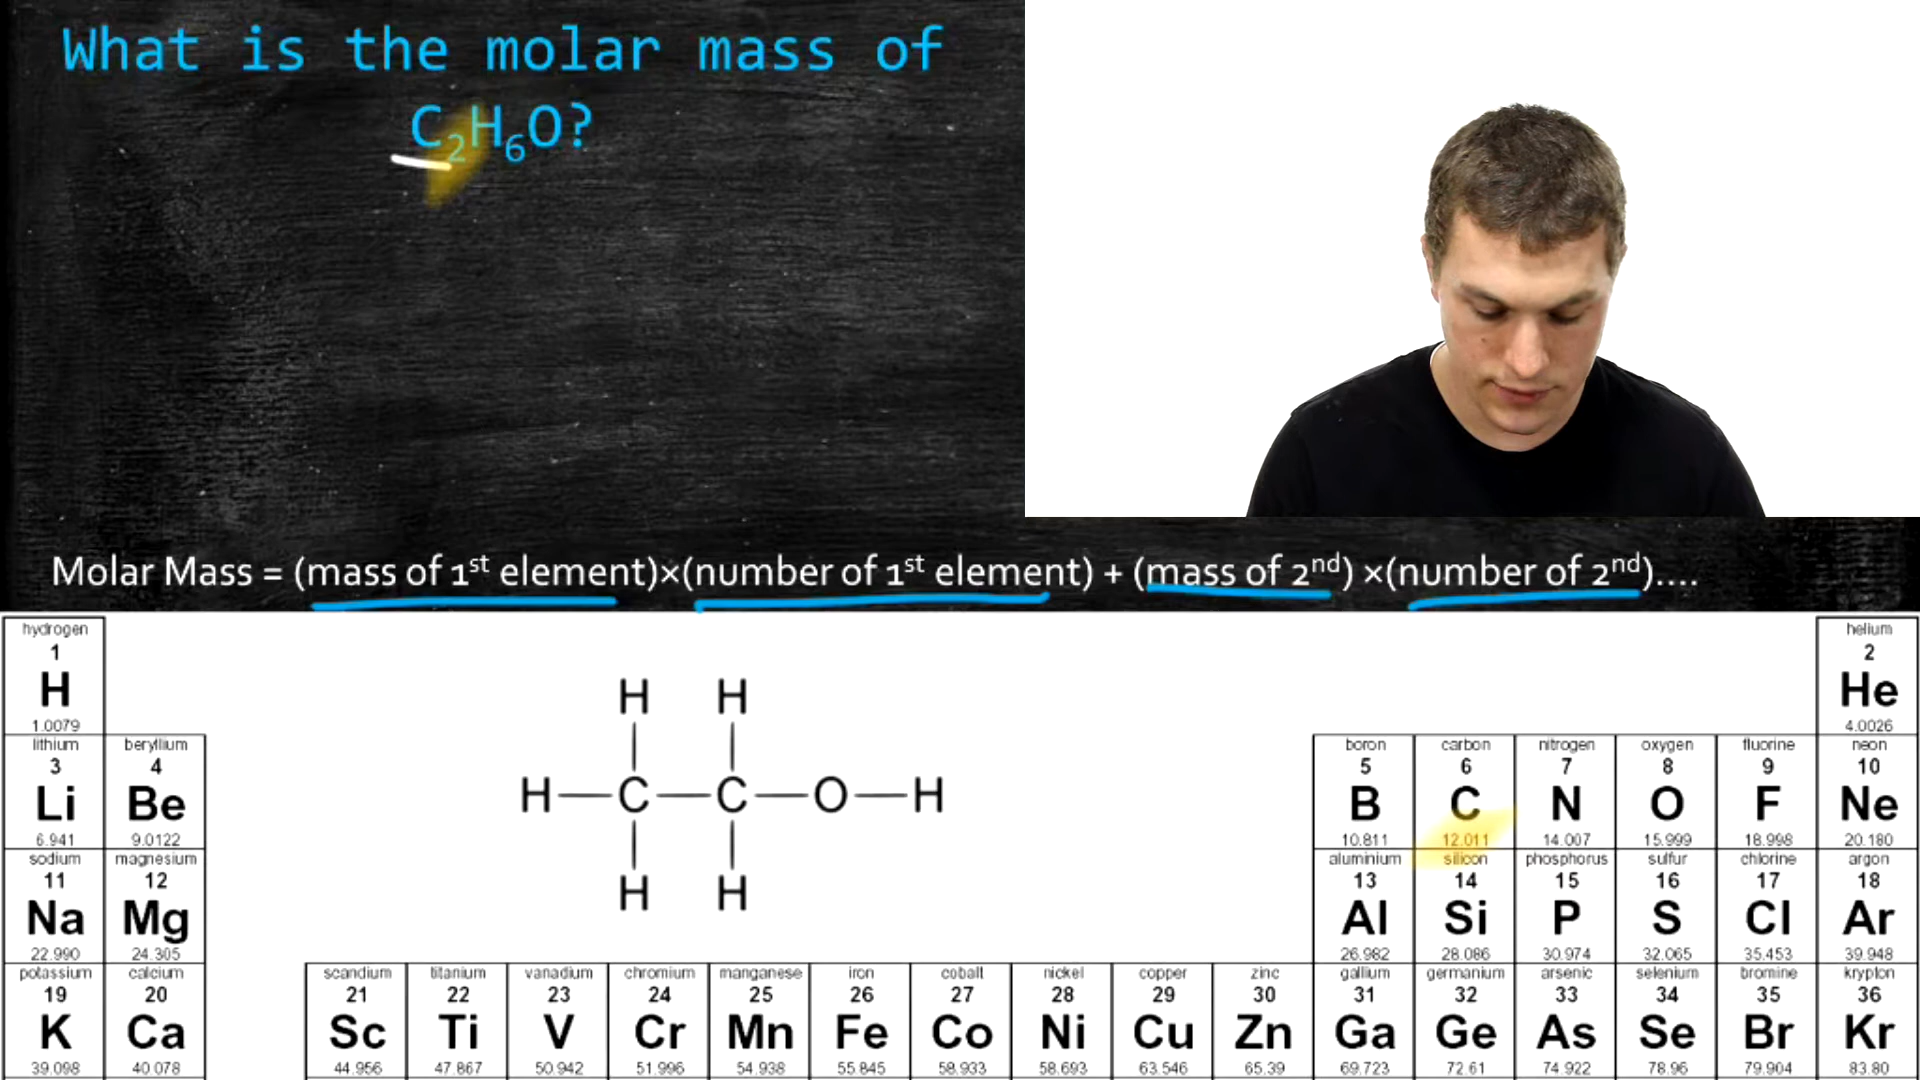 What is the molar mass of
C₂H₆O?
Molar Mass = (mass of 1ˢᵗ element)×(number of 1ˢᵗ element) + (mass of 2ⁿᵈ) ×(number of 2ⁿᵈ)....
hydrogen helium
1 2
H He
1.0079 4.0026
H H
lithium beryllium boron carbon nitrogen oxygen fluorine neon
3 4 5 6 7 8 9 10
Li Be H—C—C—O—H B C N O F Ne
6.941 9.0122 10.811 12.011 14.007 15.999 18.998 20.180
sodium magnesium aluminium silicon phosphorus sulfur chlorine argon
11 12 H H 13 14 15 16 17 18
Na Mg Al Si P S Cl Ar
22.990 24.305 26.982 28.086 30.974 32.065 35.453 39.948
potassium calcium scandium titanium vanadium chromium manganese iron cobalt nickel copper zinc gallium germanium arsenic selenium bromine krypton
19 20 21 22 23 24 25 26 27 28 29 30 31 32 33 34 35 36
K Ca Sc Ti V Cr Mn Fe Co Ni Cu Zn Ga Ge As Se Br Kr
39.098 40.078 44.956 47.867 50.942 51.996 54.938 55.845 58.933 58.693 63.546 65.39 69.723 72.61 74.922 78.96 79.904 83.80